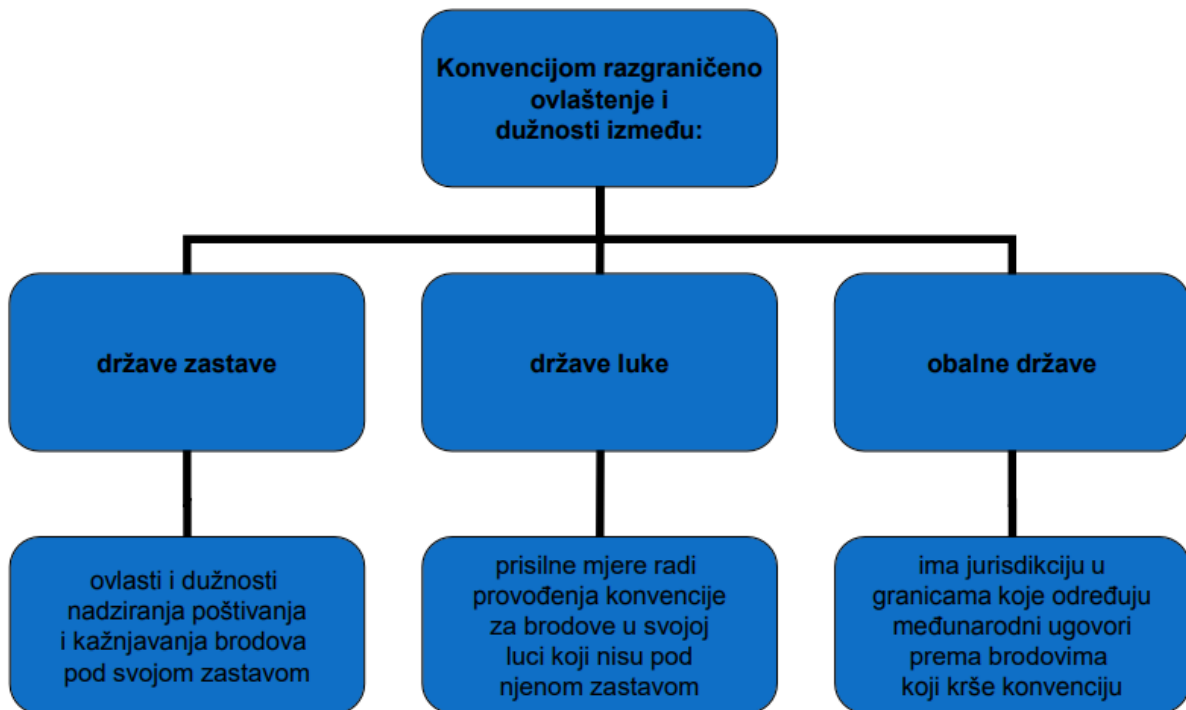 Konvencijom razgraničeno
ovlaštenje i
dužnosti između:
države zastave
države luke
obalne države
ovlasti i dužnosti
nadziranja poštivanja
i kažnjavanja brodova
pod svojom zastavom
prisilne mjere radi
provođenja konvencije
za brodove u svojoj
luci koji nisu pod
njenom zastavom
ima jurisdikciju u
granicama koje određuju
međunarodni ugovori
prema brodovima
koji krše konvenciju